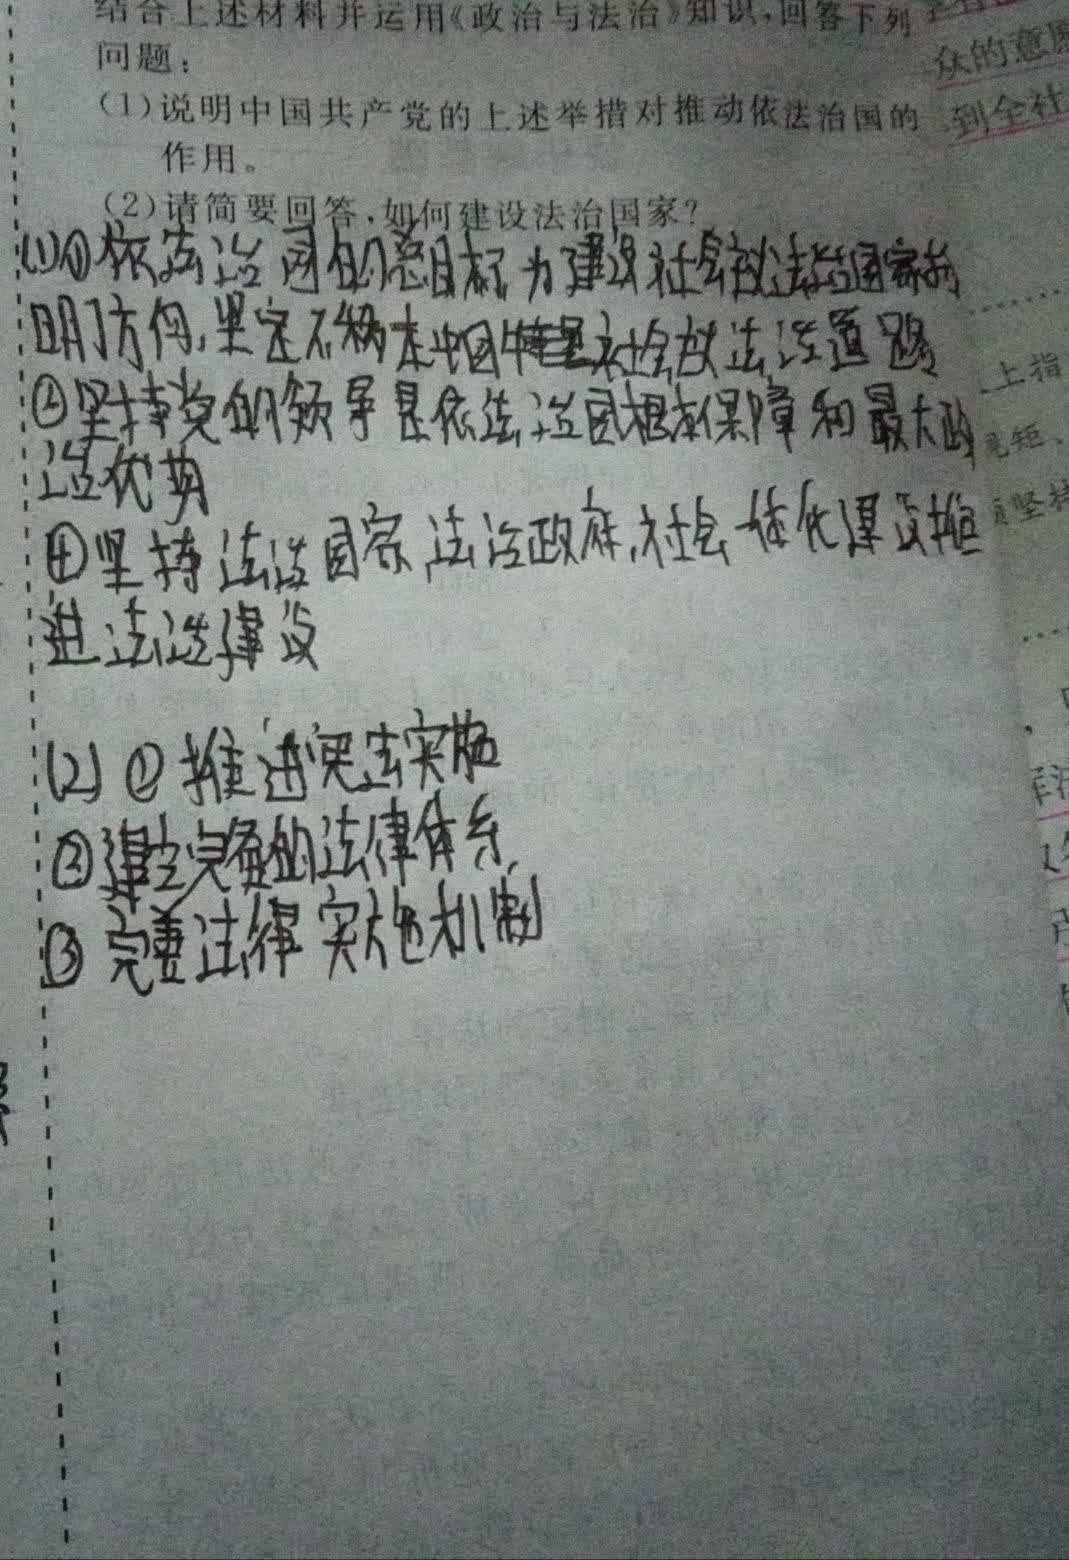 结合上述材料并运用《政治与法治》知识,回答下列
问题:
(1)说明中国共产党的上述举措对推动依法治国的
作用。
(2)请简要回答,如何建设法治国家?
(1)①依法治国的总目标为建设社会主义法治国家指
明了方向,坚定不移走中国特色社会主义法治道路
②坚持党的领导是依法治国根本保障和最大政
治优势
④坚持法治国家,法治政府,社会一体化建设推
进法治建设
(2)①推进宪法实施
②建立完备的法律体系,
③完善法律实施机制
众的意愿
到全社
上指
规矩、
坚持